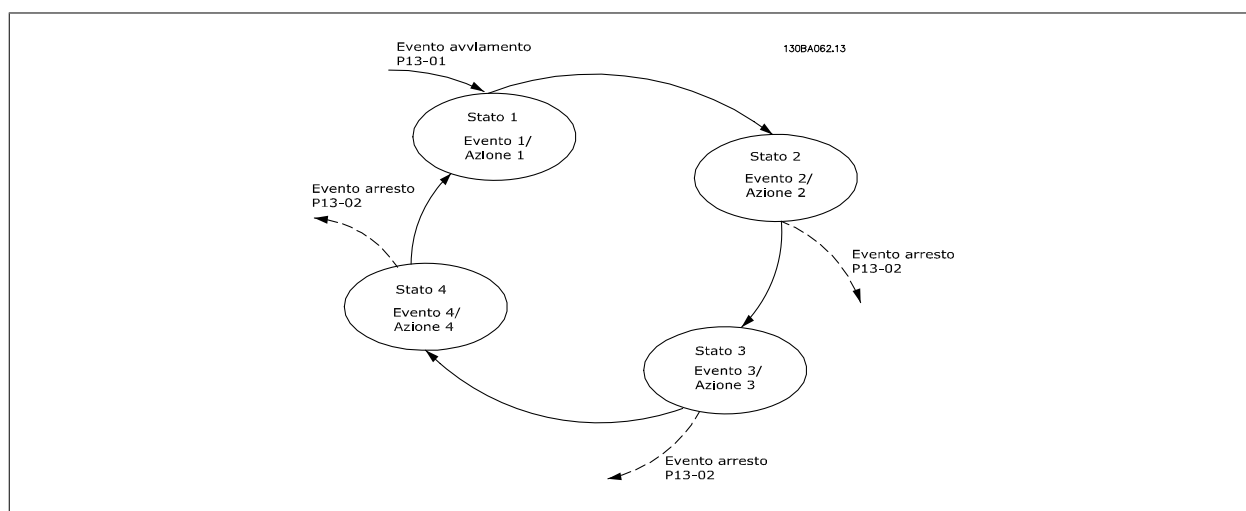 Evento avvlamento
P13-01
130BA062.13
Stato 1
Evento 1/
Azione 1
Stato 2
Evento 2/
Azione 2
Evento arresto
P13-02
Evento arresto
P13-02
Stato 4
Evento 4/
Azione 4
Stato 3
Evento 3/
Azione 3
Evento arresto
P13-02